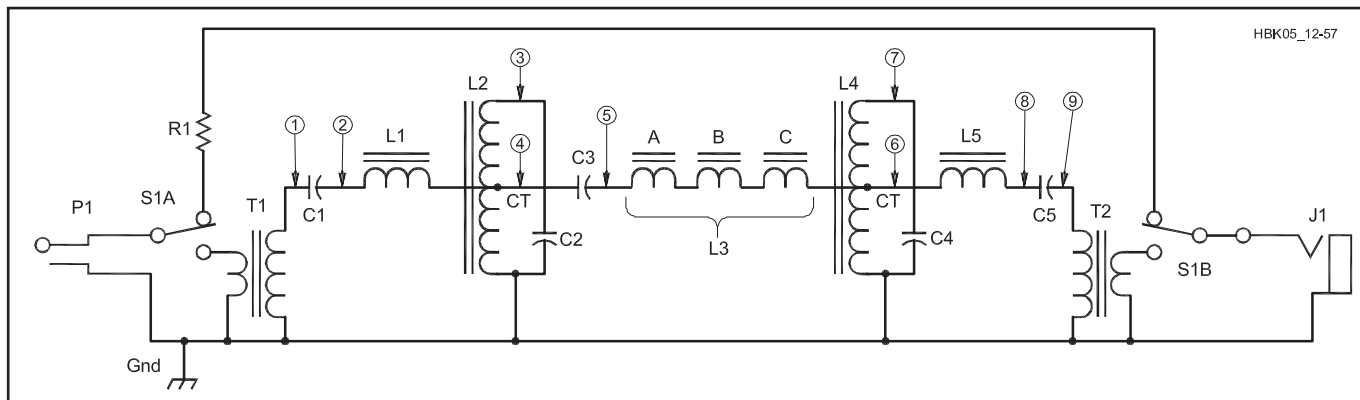 HBK05_12-57
3
7
L2
L4
R1
1
2
L1
4
5
A
B
C
6
L5
8
9
C3
P1
S1A
T1
C1
CT
CT
C5
T2
J1
C2
L3
C4
S1B
Gnd